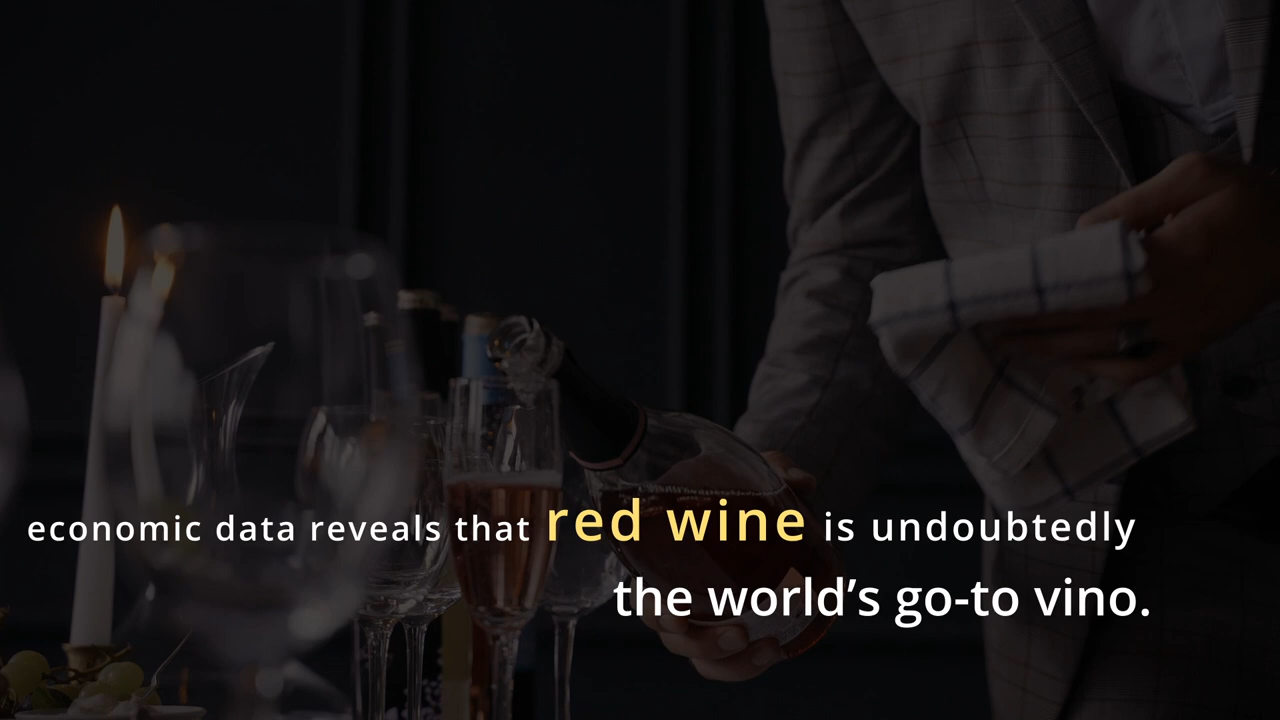 economic data reveals that red wine is undoubtedly
the world’s go-to vino.